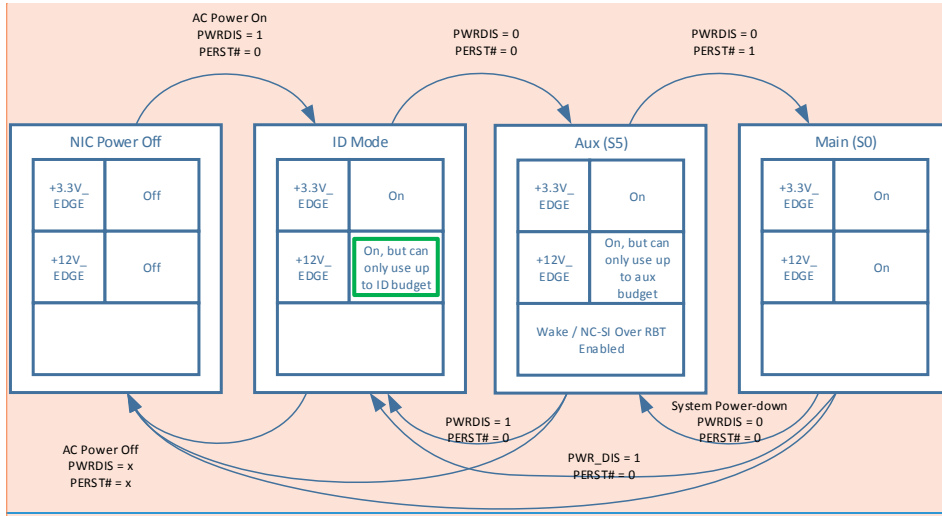 AC Power On
PWRDIS = 1
PERST# = 0
PWRDIS = 0
PERST# = 0
PWRDIS = 0
PERST# = 1
NIC Power Off
+3.3V_
EDGE
Off
+12V_
EDGE
Off
ID Mode
+3.3V_
EDGE
On
+12V_
EDGE
On, but can
only use up
to ID budget
Aux (S5)
+3.3V_
EDGE
On
+12V_
EDGE
On, but can
only use up
to aux
budget
Wake / NC-SI Over RBT
Enabled
Main (S0)
+3.3V_
EDGE
On
+12V_
EDGE
On
AC Power Off
PWRDIS = x
PERST# = x
PWRDIS = 1
PERST# = 0
System Power-down
PWRDIS = 0
PERST# = 0
PWR_DIS = 1
PERST# = 0